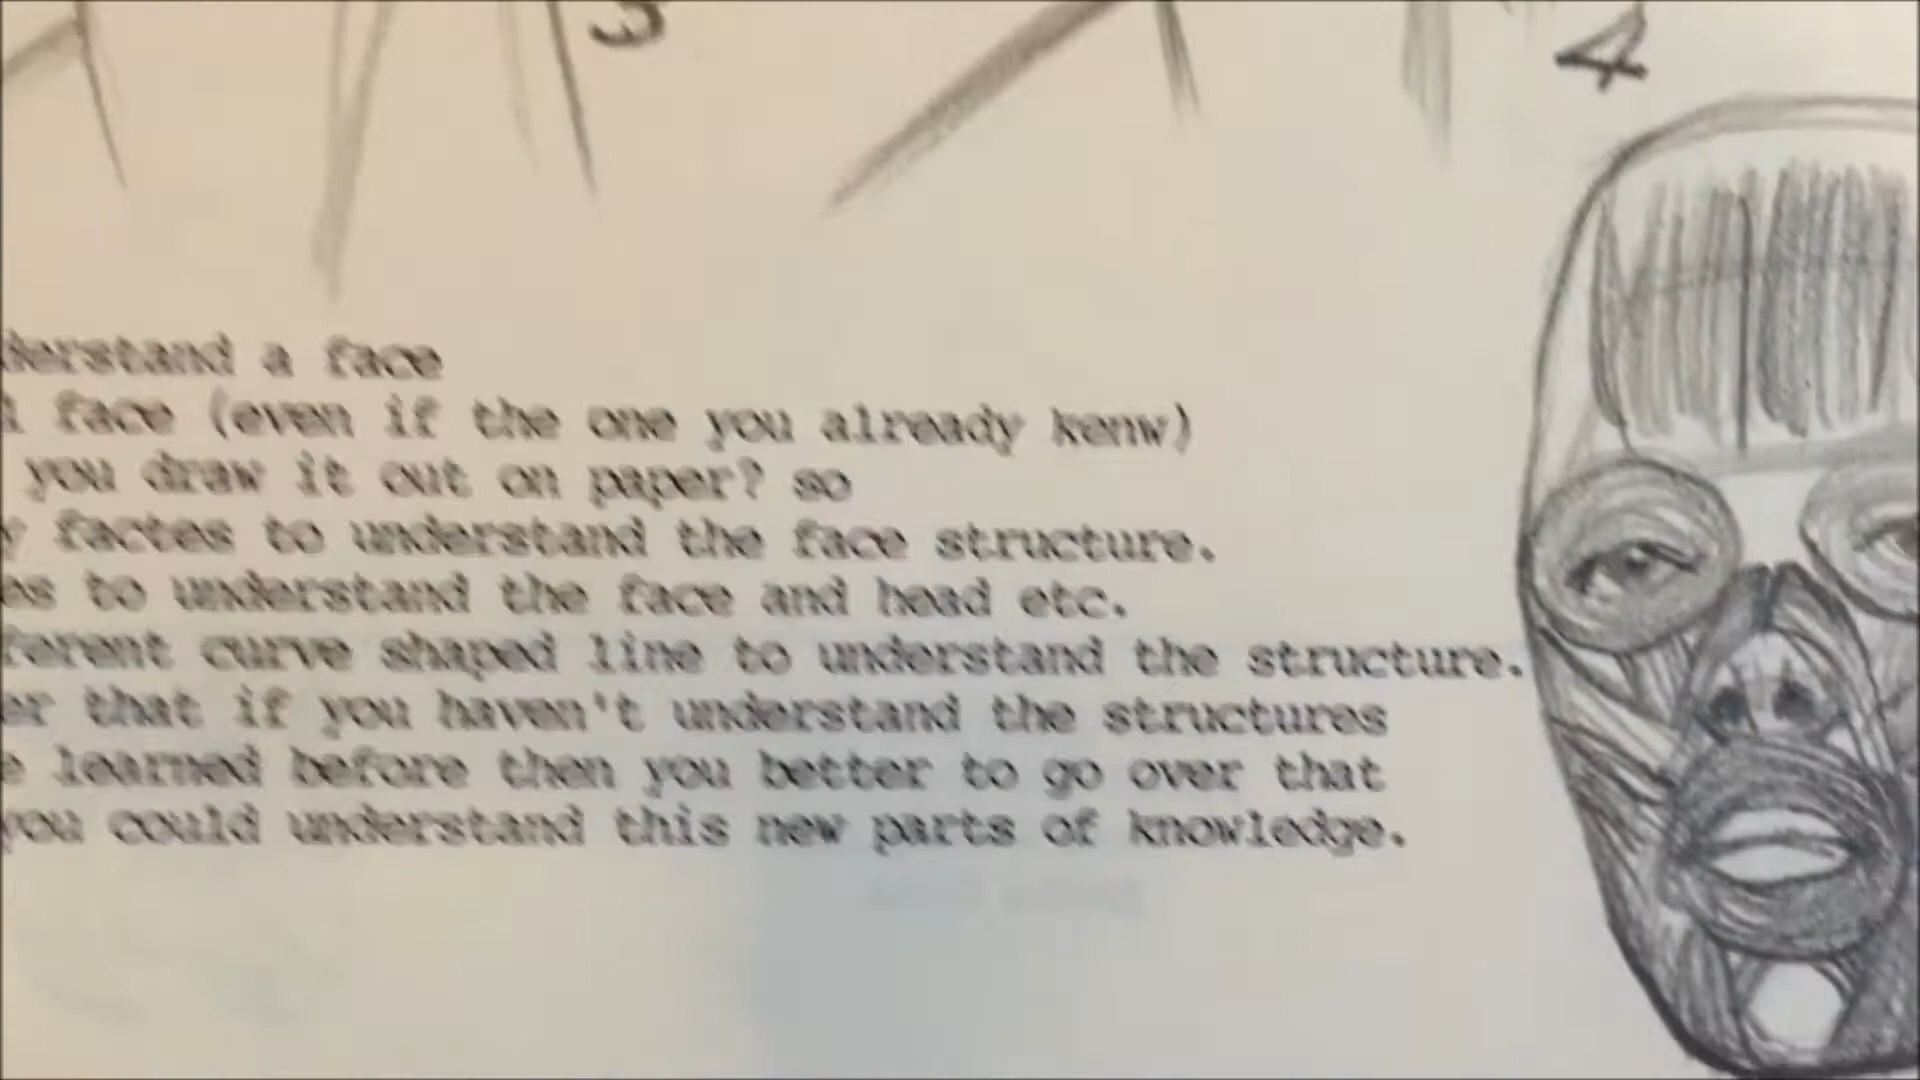 3
4
derstand a face
l face (even if the one you already kenw)
you draw it out on paper? so
y factes to understand the face structure.
es to understand the face and head etc.
ferent curve shaped line to understand the structure.
er that if you haven't understand the structures
e learned before then you better to go over that
you could understand this new parts of knowledge.